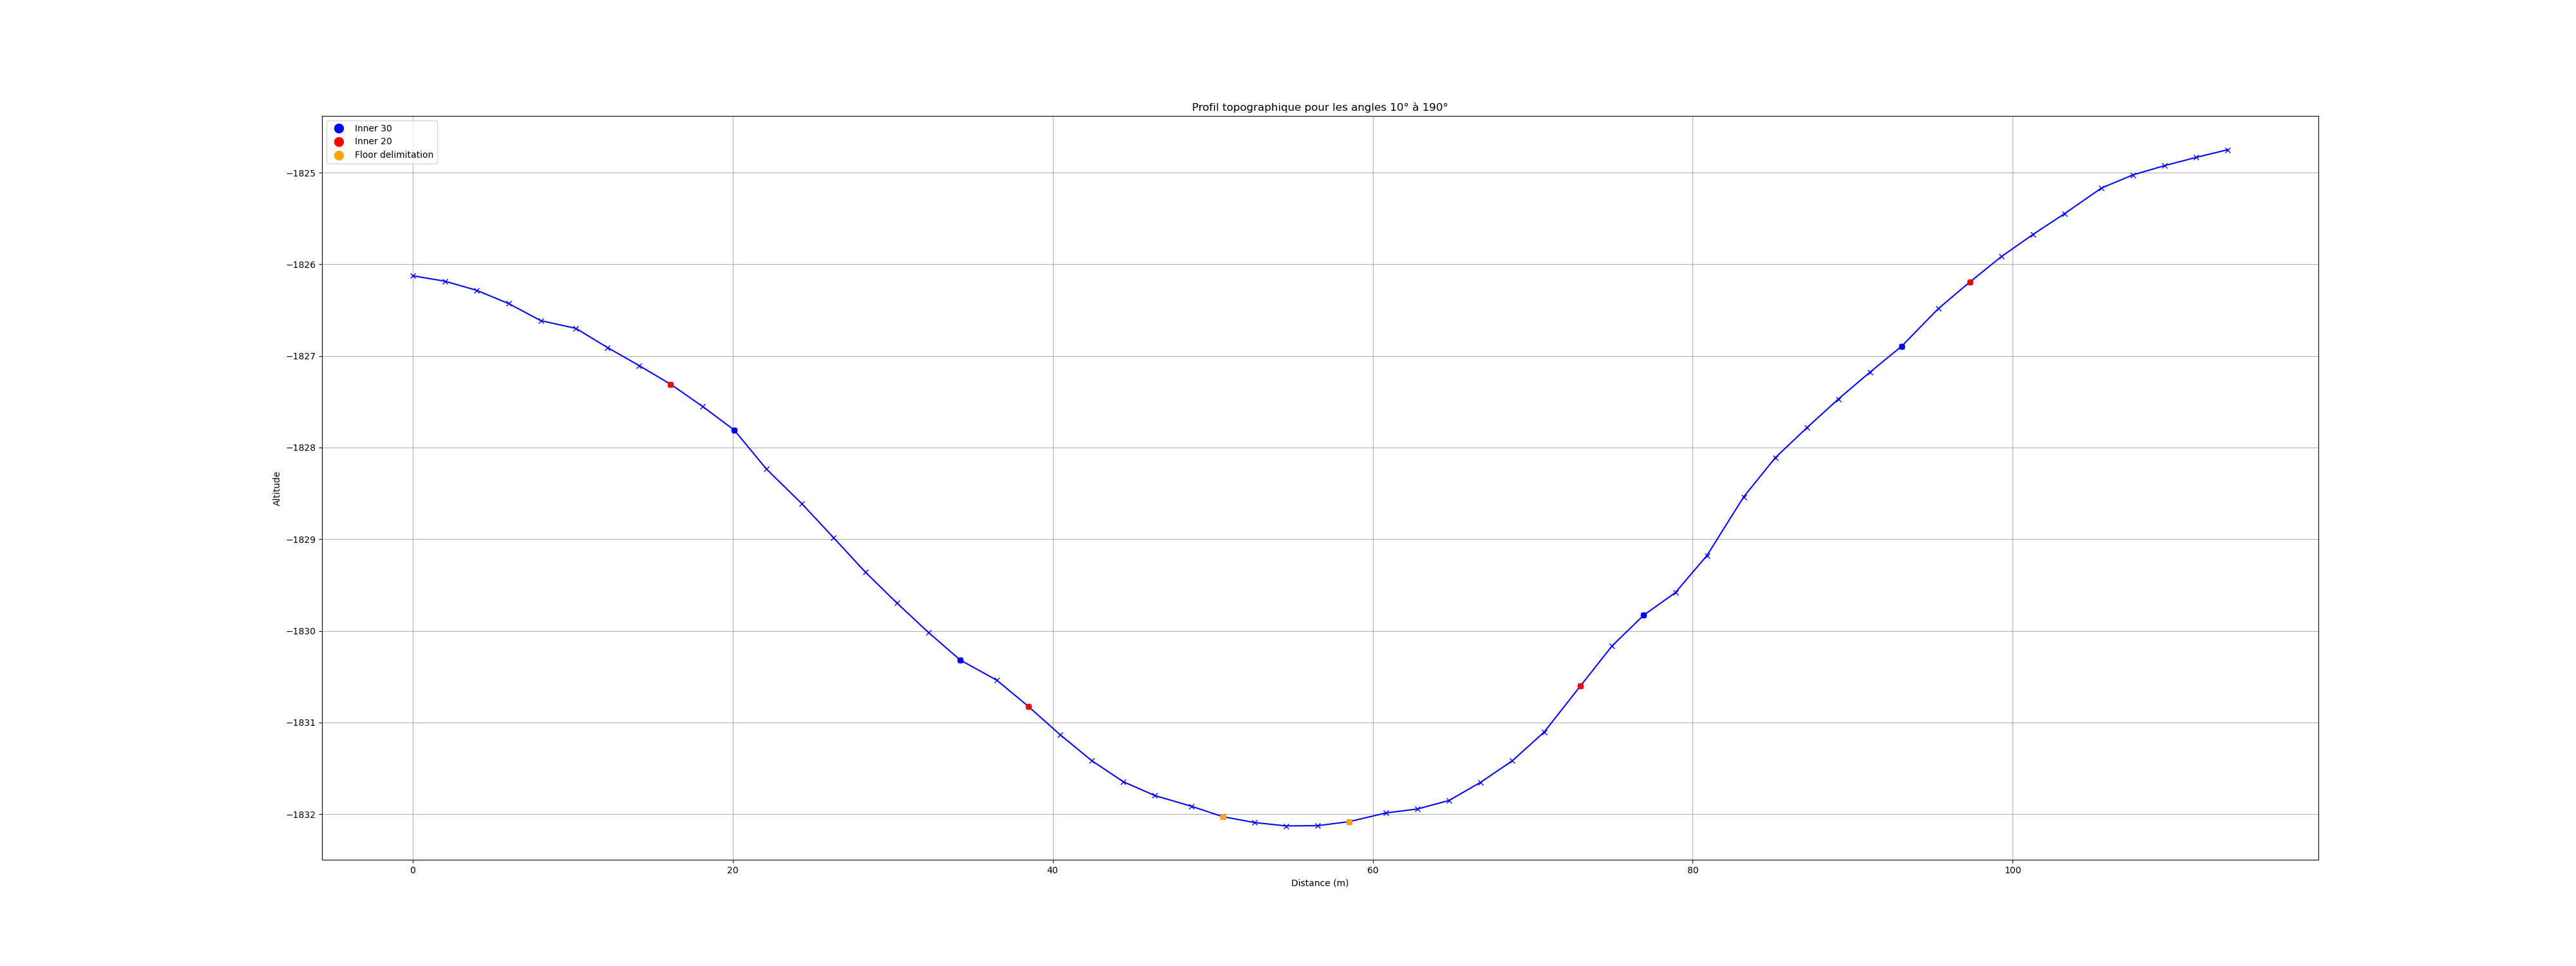 Profil topographique pour les angles 10° à 190°
Inner 30
Inner 20
Floor delimitation
−1825
−1826
−1827
−1828
−1829
−1830
−1831
−1832
Altitude
0 20 40 60 80 100
Distance (m)